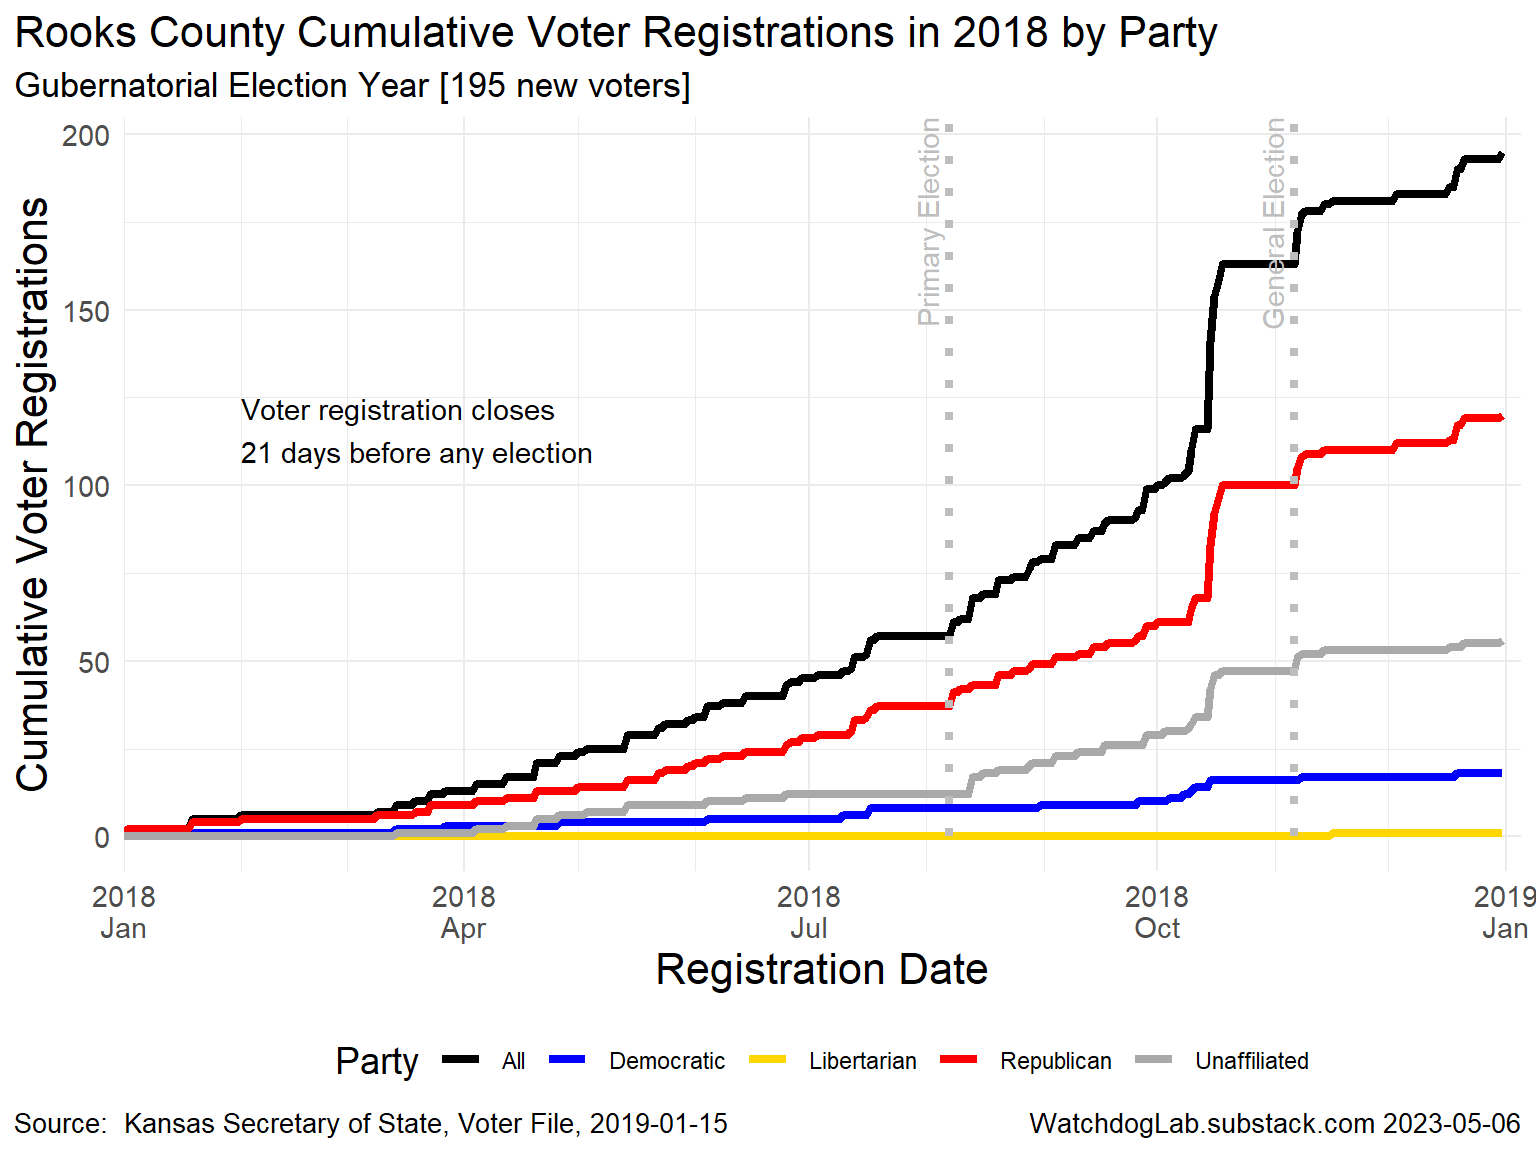 Rooks County Cumulative Voter Registrations in 2018 by Party
Gubernatorial Election Year [195 new voters]
Cumulative Voter Registrations
200
150
100
50
0
Primary Election
General Election
Voter registration closes
21 days before any election
2018
Jan
2018
Apr
2018
Jul
2018
Oct
2019
Jan
Registration Date
Party
All
Democratic
Libertarian
Republican
Unaffiliated
Source:  Kansas Secretary of State, Voter File, 2019-01-15
WatchdogLab.substack.com 2023-05-06